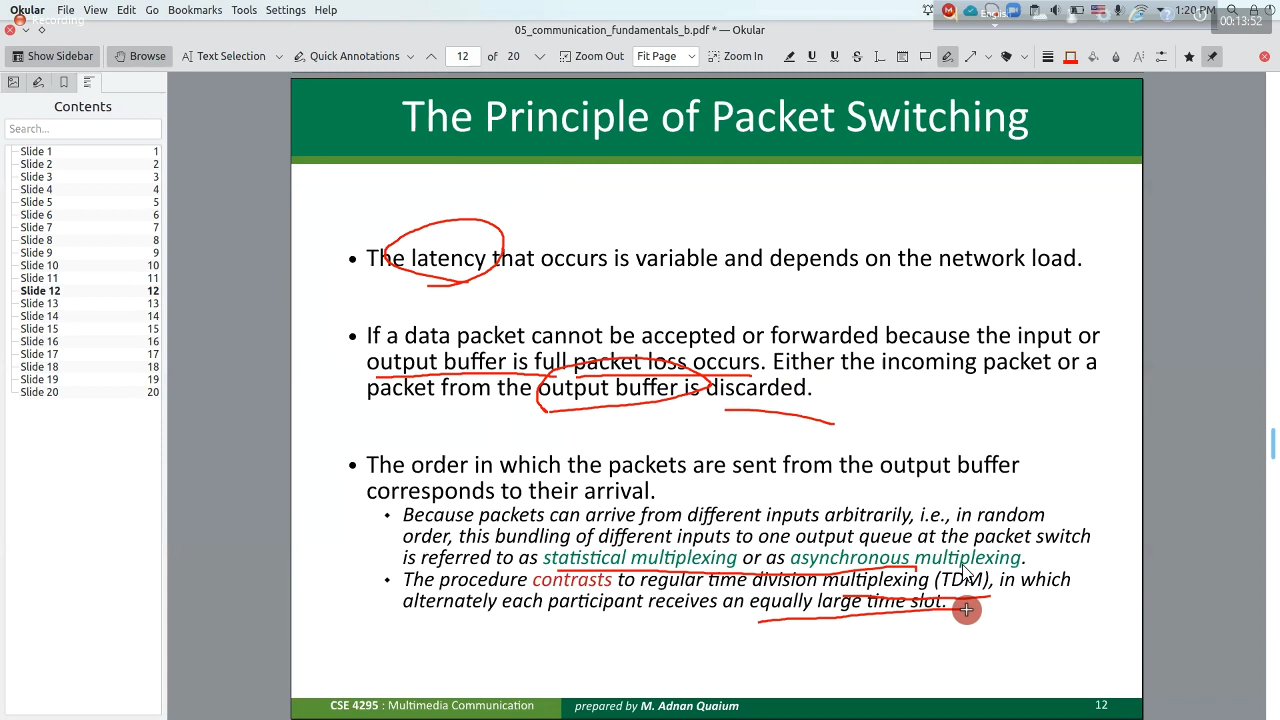 Okular File View Edit Go Bookmarks Tools Settings Help
Recording
English
1:20 PM
00:13:52
05_communication_fundamentals_b.pdf * — Okular
Show Sidebar Browse Text Selection Quick Annotations 12 of 20 Zoom Out Fit Page Zoom In
Contents
Search...
Slide 1 1
Slide 2 2
Slide 3 3
Slide 4 4
Slide 5 5
Slide 6 6
Slide 7 7
Slide 8 8
Slide 9 9
Slide 10 10
Slide 11 11
Slide 12 12
Slide 13 13
Slide 14 14
Slide 15 15
Slide 16 16
Slide 17 17
Slide 18 18
Slide 19 19
Slide 20 20
The Principle of Packet Switching
• The latency that occurs is variable and depends on the network load.
• If a data packet cannot be accepted or forwarded because the input or
output buffer is full packet loss occurs. Either the incoming packet or a
packet from the output buffer is discarded.
• The order in which the packets are sent from the output buffer
corresponds to their arrival.
Because packets can arrive from different inputs arbitrarily, i.e., in random
order, this bundling of different inputs to one output queue at the packet switch
is referred to as statistical multiplexing or as asynchronous multiplexing.
The procedure contrasts to regular time division multiplexing (TDM), in which
alternately each participant receives an equally large time slot.
CSE 4295 : Multimedia Communication prepared by M. Adnan Quaium 12